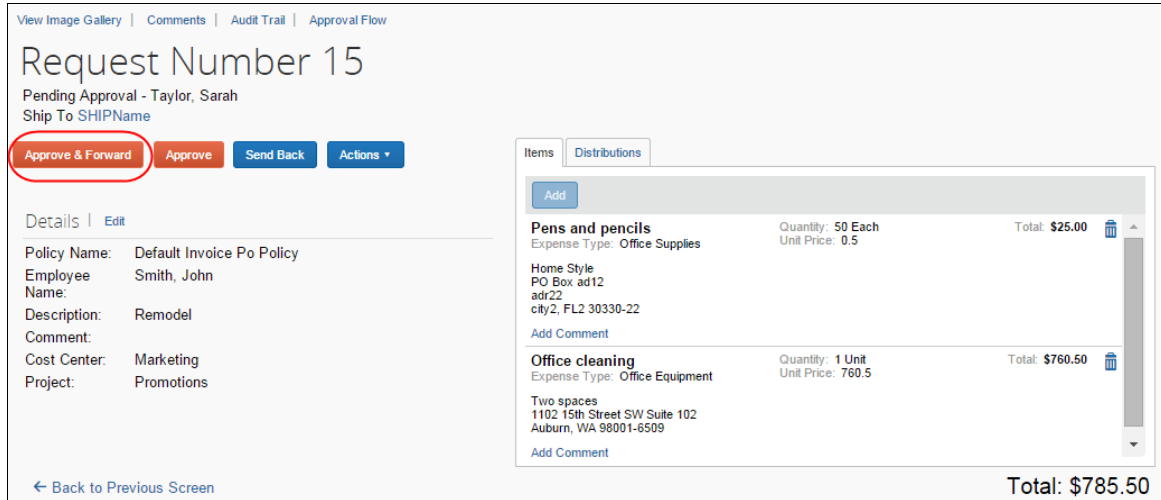 View Image Gallery | Comments | Audit Trail | Approval Flow
Request Number 15
Pending Approval - Taylor, Sarah
Ship To SHIPName
Approve & Forward Approve Send Back Actions
Details | Edit
Policy Name: Default Invoice Po Policy
Employee Name: Smith, John
Description: Remodel
Comment:
Cost Center: Marketing
Project: Promotions
Items Distributions
Add
Pens and pencils Quantity: 50 Each Total: $25.00
Expense Type: Office Supplies Unit Price: 0.5
Home Style
PO Box ad12
adr22
city2, FL2 30330-22
Add Comment
Office cleaning Quantity: 1 Unit Total: $760.50
Expense Type: Office Equipment Unit Price: 760.5
Two spaces
1102 15th Street SW Suite 102
Auburn, WA 98001-6509
Add Comment
← Back to Previous Screen
Total: $785.50